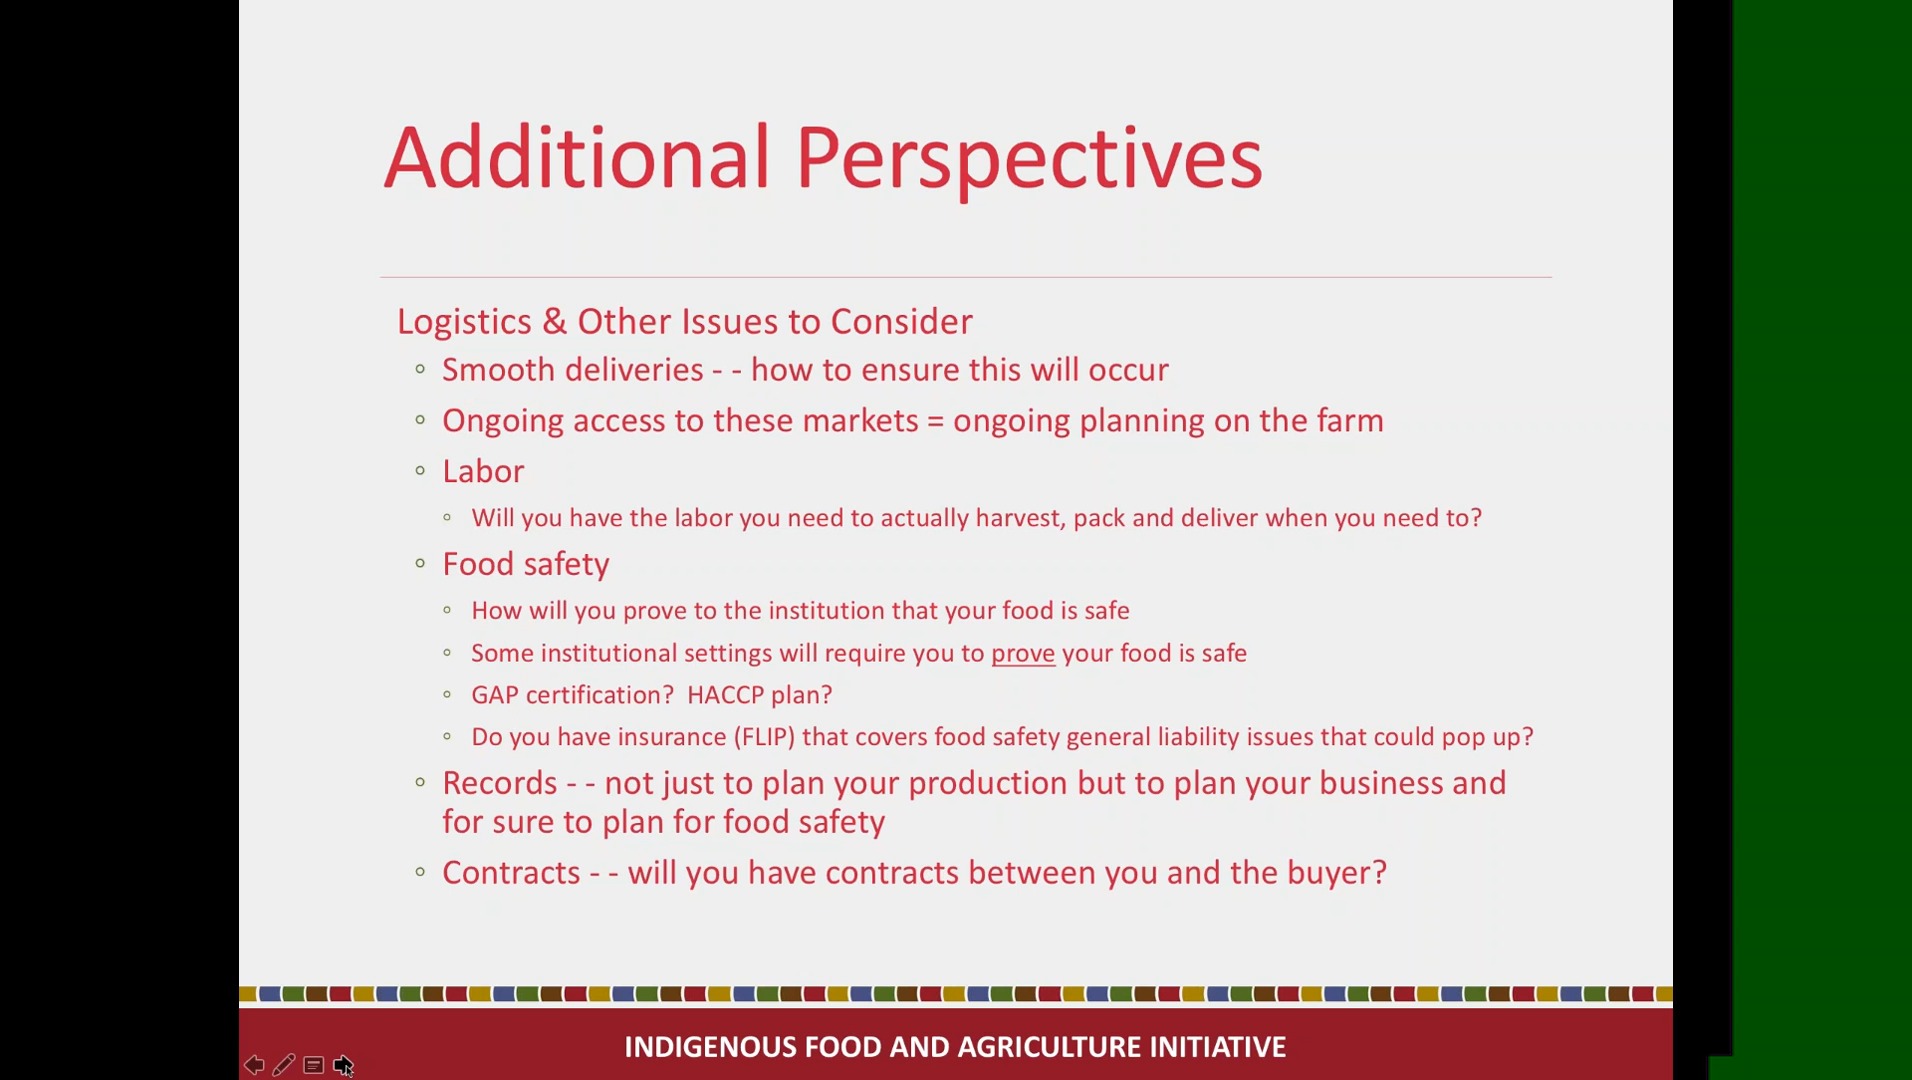 Additional Perspectives
Logistics & Other Issues to Consider
Smooth deliveries - - how to ensure this will occur
Ongoing access to these markets = ongoing planning on the farm
Labor
Will you have the labor you need to actually harvest, pack and deliver when you need to?
Food safety
How will you prove to the institution that your food is safe
Some institutional settings will require you to prove your food is safe
GAP certification?  HACCP plan?
Do you have insurance (FLIP) that covers food safety general liability issues that could pop up?
Records - - not just to plan your production but to plan your business and
for sure to plan for food safety
Contracts - - will you have contracts between you and the buyer?
INDIGENOUS FOOD AND AGRICULTURE INITIATIVE